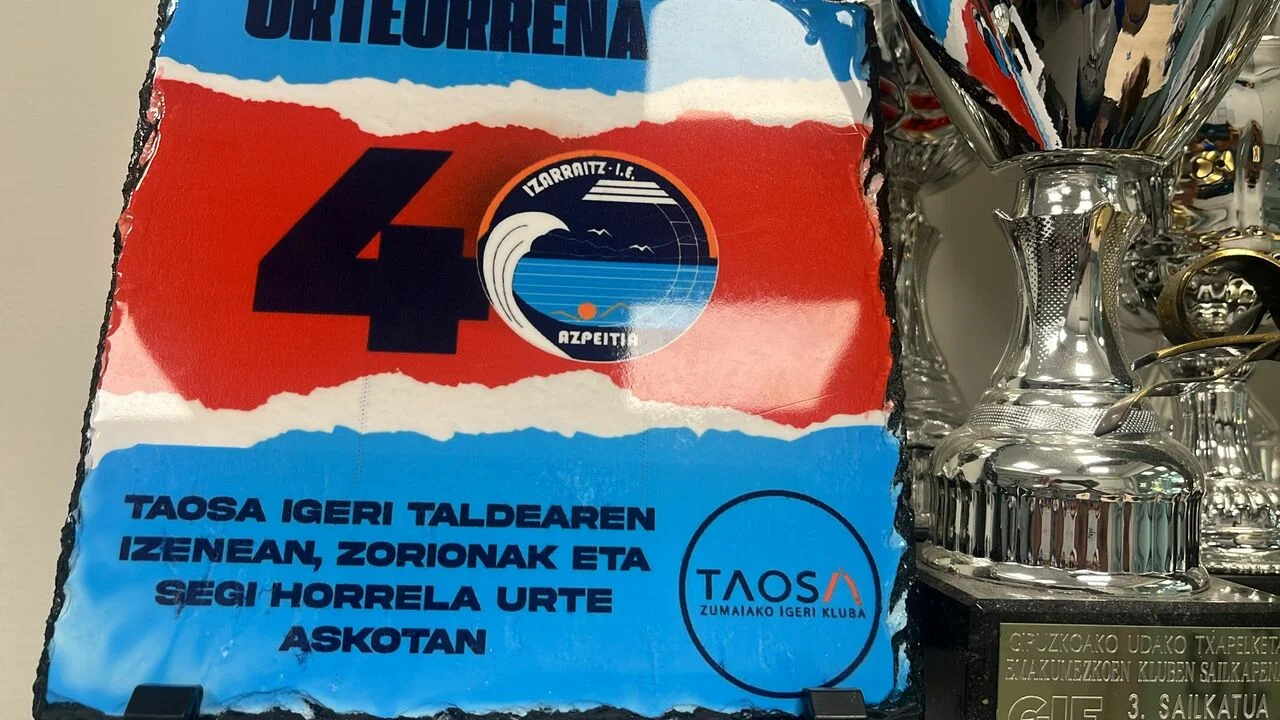 URTEURRENA
40
IZARRAITZ · I.E.
AZPEITIA
TAOSA IGERI TALDEAREN
IZENEAN, ZORIONAK ETA
SEGI HORRELA URTE
ASKOTAN
TAOSA
ZUMAIAKO IGERI KLUBA
GIPUZKOAKO UDAKO TXAPELKETA
EMAKUMEZKOEN KLUBEN SAILKAPENA
GIF
3. SAILKATUA